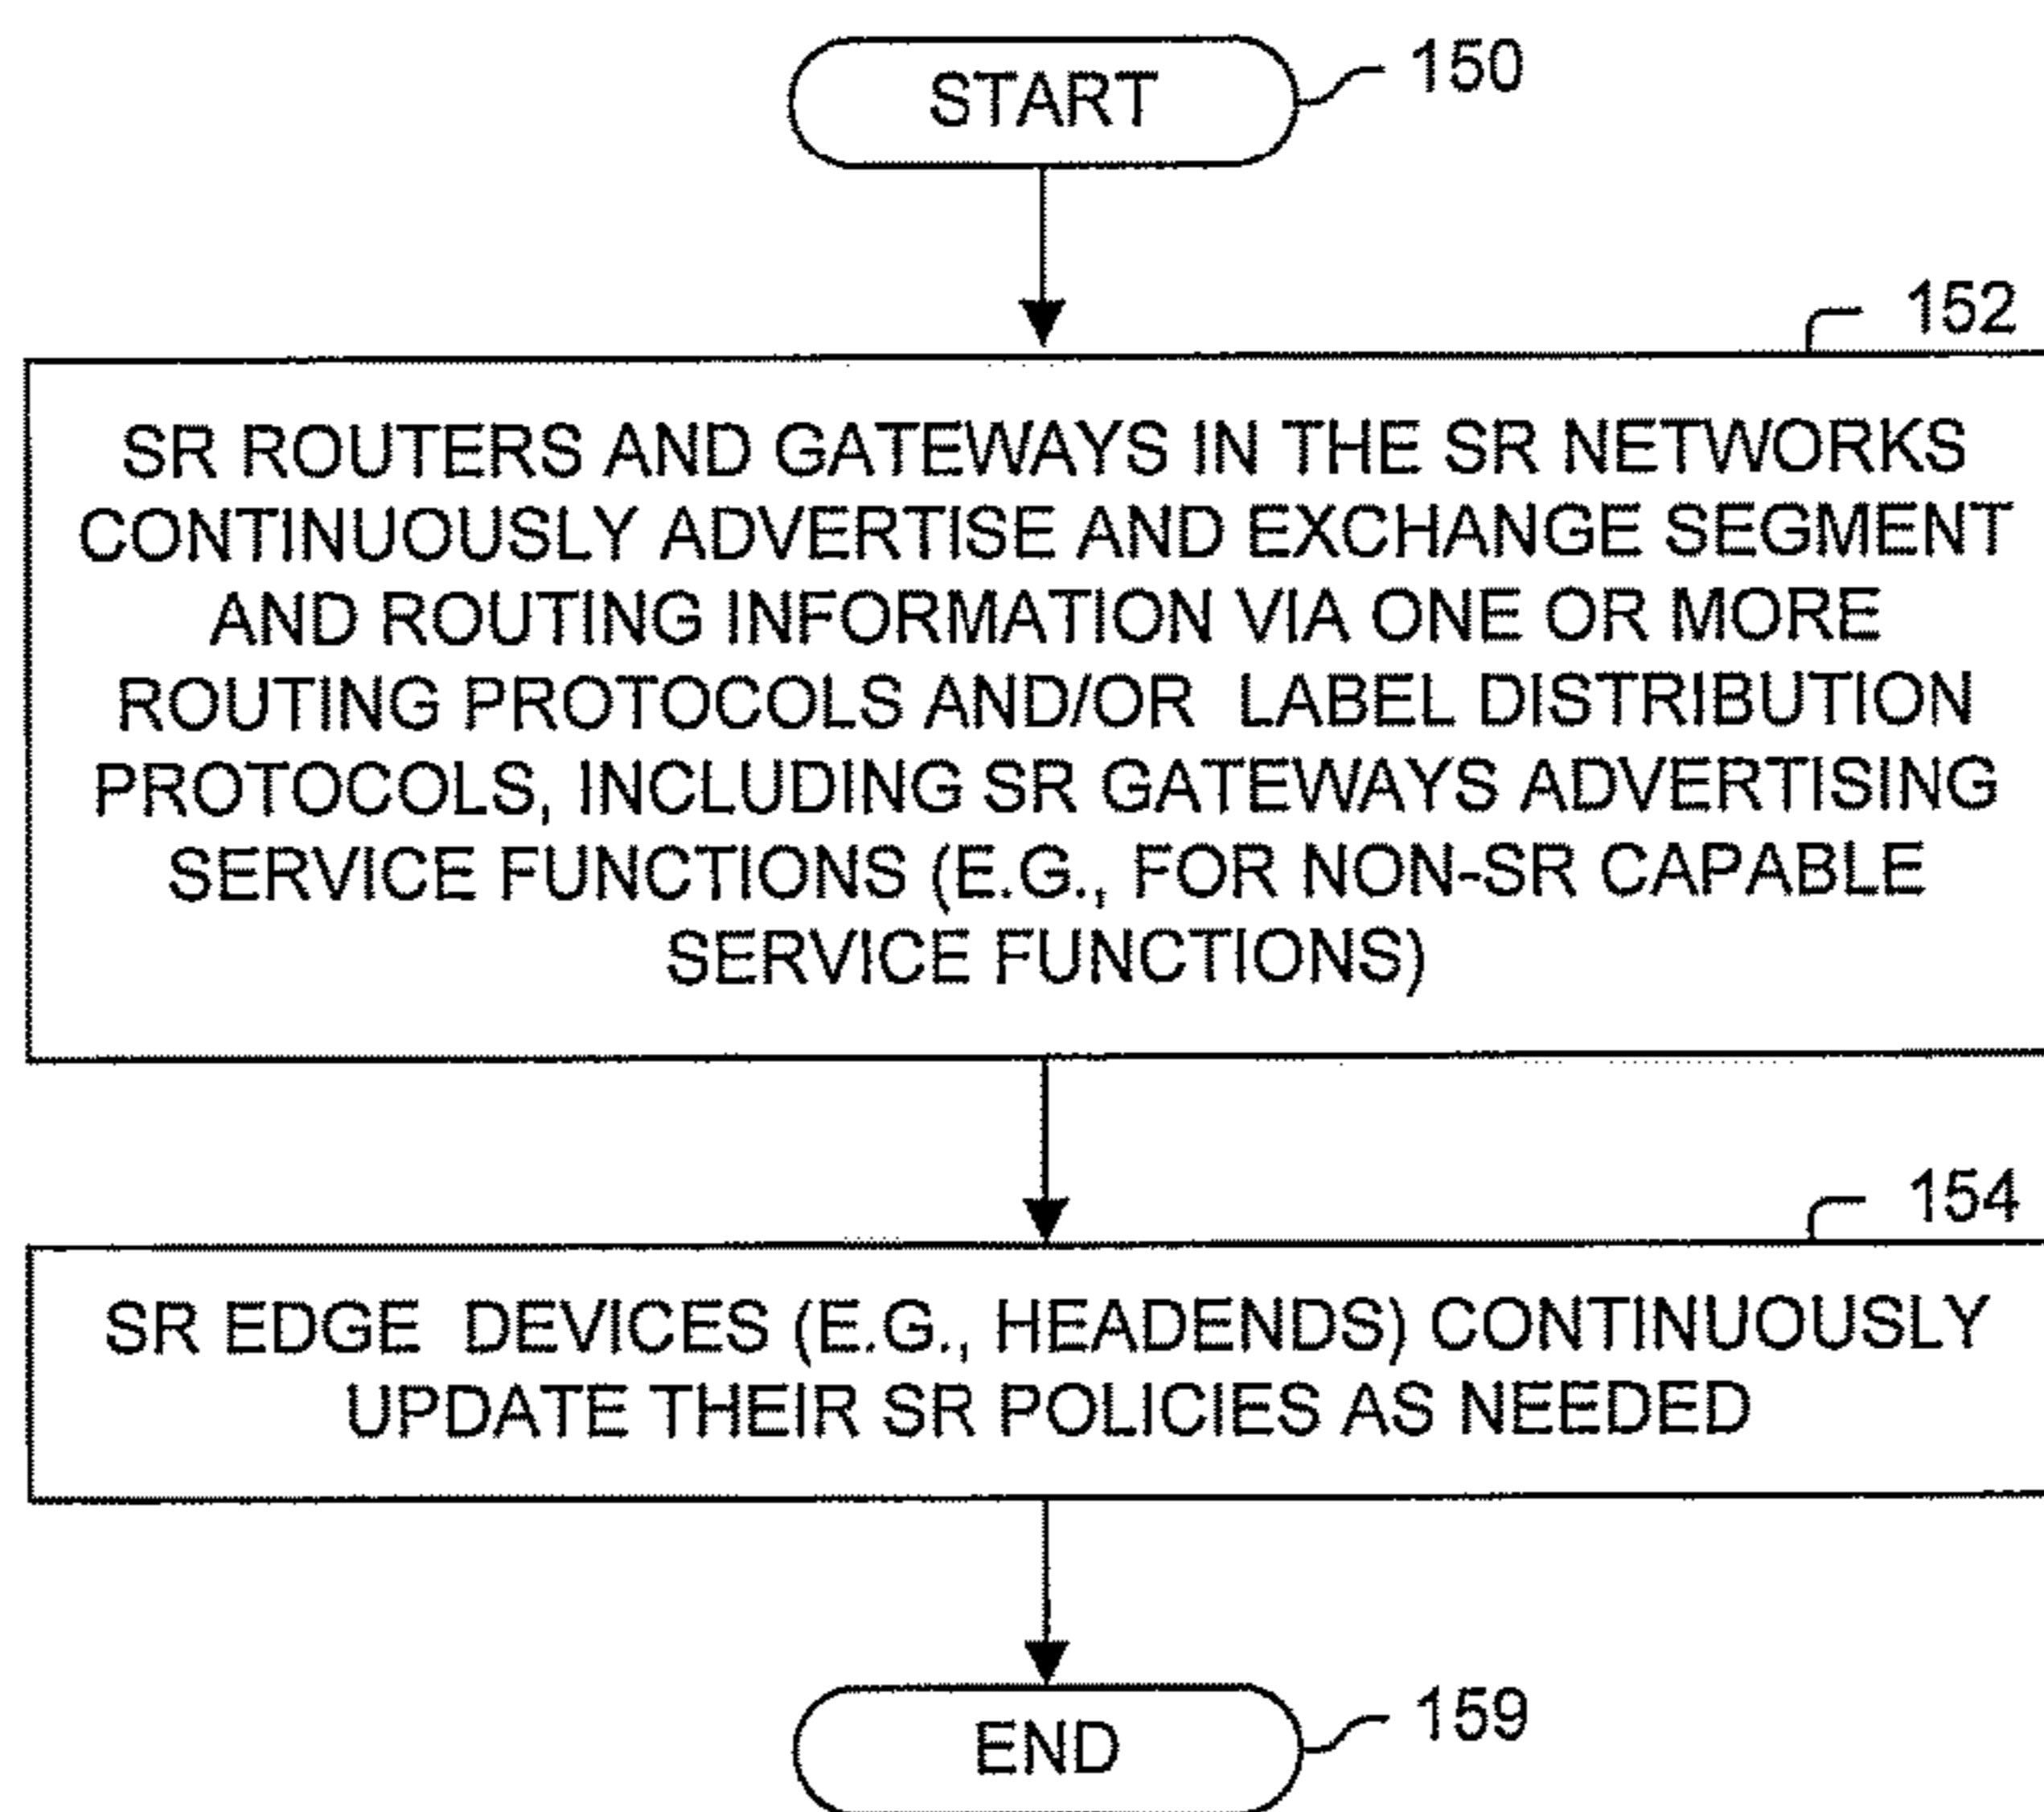 START
150
152
SR ROUTERS AND GATEWAYS IN THE SR NETWORKS
CONTINUOUSLY ADVERTISE AND EXCHANGE SEGMENT
AND ROUTING INFORMATION VIA ONE OR MORE
ROUTING PROTOCOLS AND/OR LABEL DISTRIBUTION
PROTOCOLS, INCLUDING SR GATEWAYS ADVERTISING
SERVICE FUNCTIONS (E.G., FOR NON-SR CAPABLE
SERVICE FUNCTIONS)
154
SR EDGE DEVICES (E.G., HEADENDS) CONTINUOUSLY
UPDATE THEIR SR POLICIES AS NEEDED
END
159